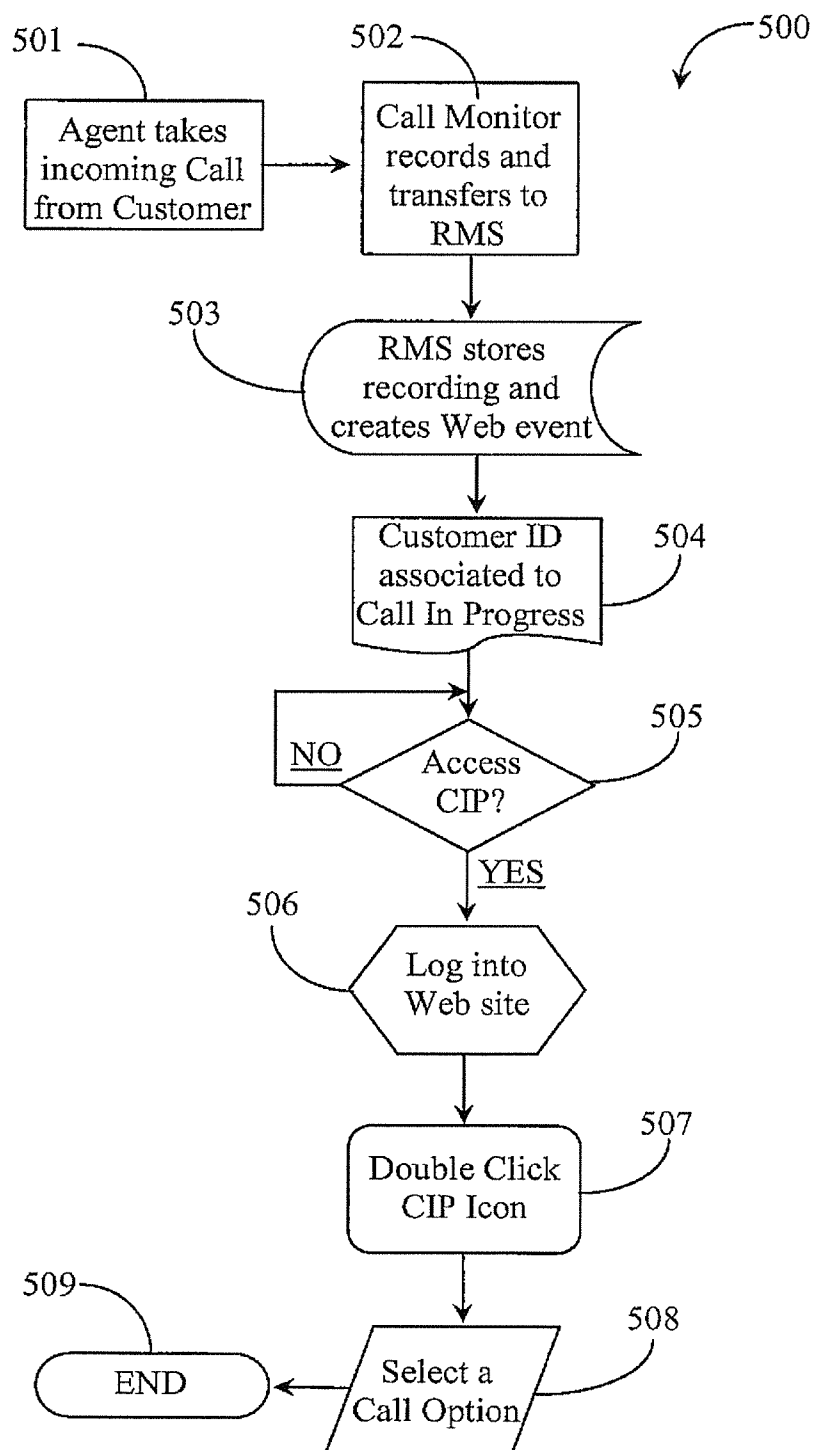 501
502
500
Agent takes
incoming Call
from Customer
Call Monitor
records and
transfers to
RMS
503
RMS stores
recording and
creates Web event
504
Customer ID
associated to
Call In Progress
505
NO
Access
CIP?
YES
506
Log into
Web site
507
Double Click
CIP Icon
509
END
508
Select a
Call Option